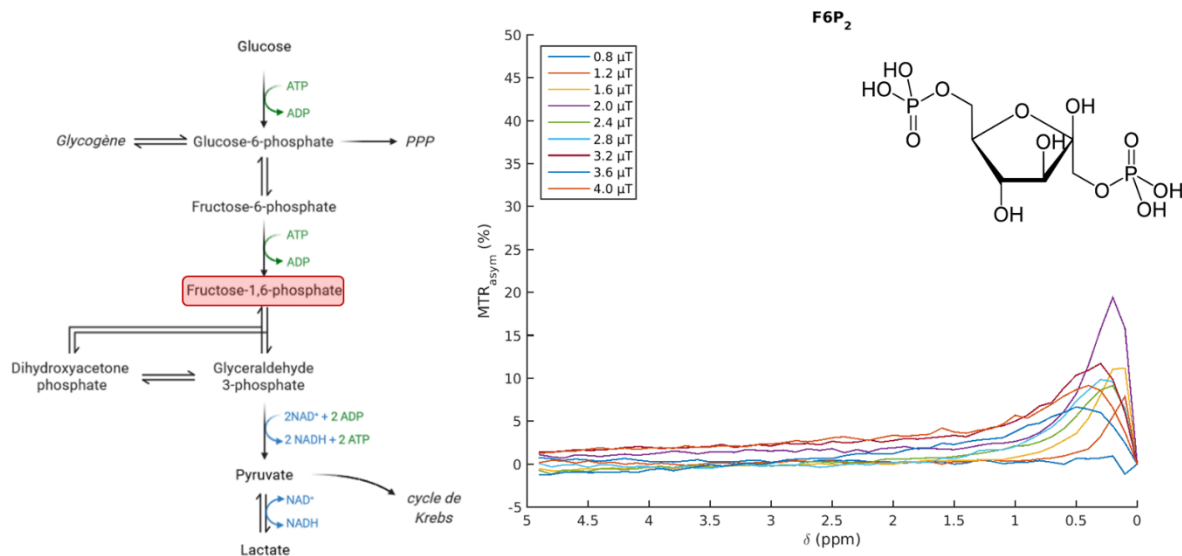 Glucose
ATP
ADP
Glycogène
Glucose-6-phosphate
PPP
Fructose-6-phosphate
ATP
ADP
Fructose-1,6-phosphate
Dihydroxyacetone
phosphate
Glyceraldehyde
3-phosphate
2NAD⁺ + 2 ADP
2 NADH + 2 ATP
Pyruvate
NAD⁺
NADH
cycle de
Krebs
Lactate
F6P₂
50
45
40
35
30
25
20
15
10
5
0
-5
MTRasym (%)
0.8 µT
1.2 µT
1.6 µT
2.0 µT
2.4 µT
2.8 µT
3.2 µT
3.6 µT
4.0 µT
HO
HO
P
O
O
O
OH
OH
OH
O
P
O
OH
OH
5
4.5
4
3.5
3
2.5
2
1.5
1
0.5
0
δ (ppm)